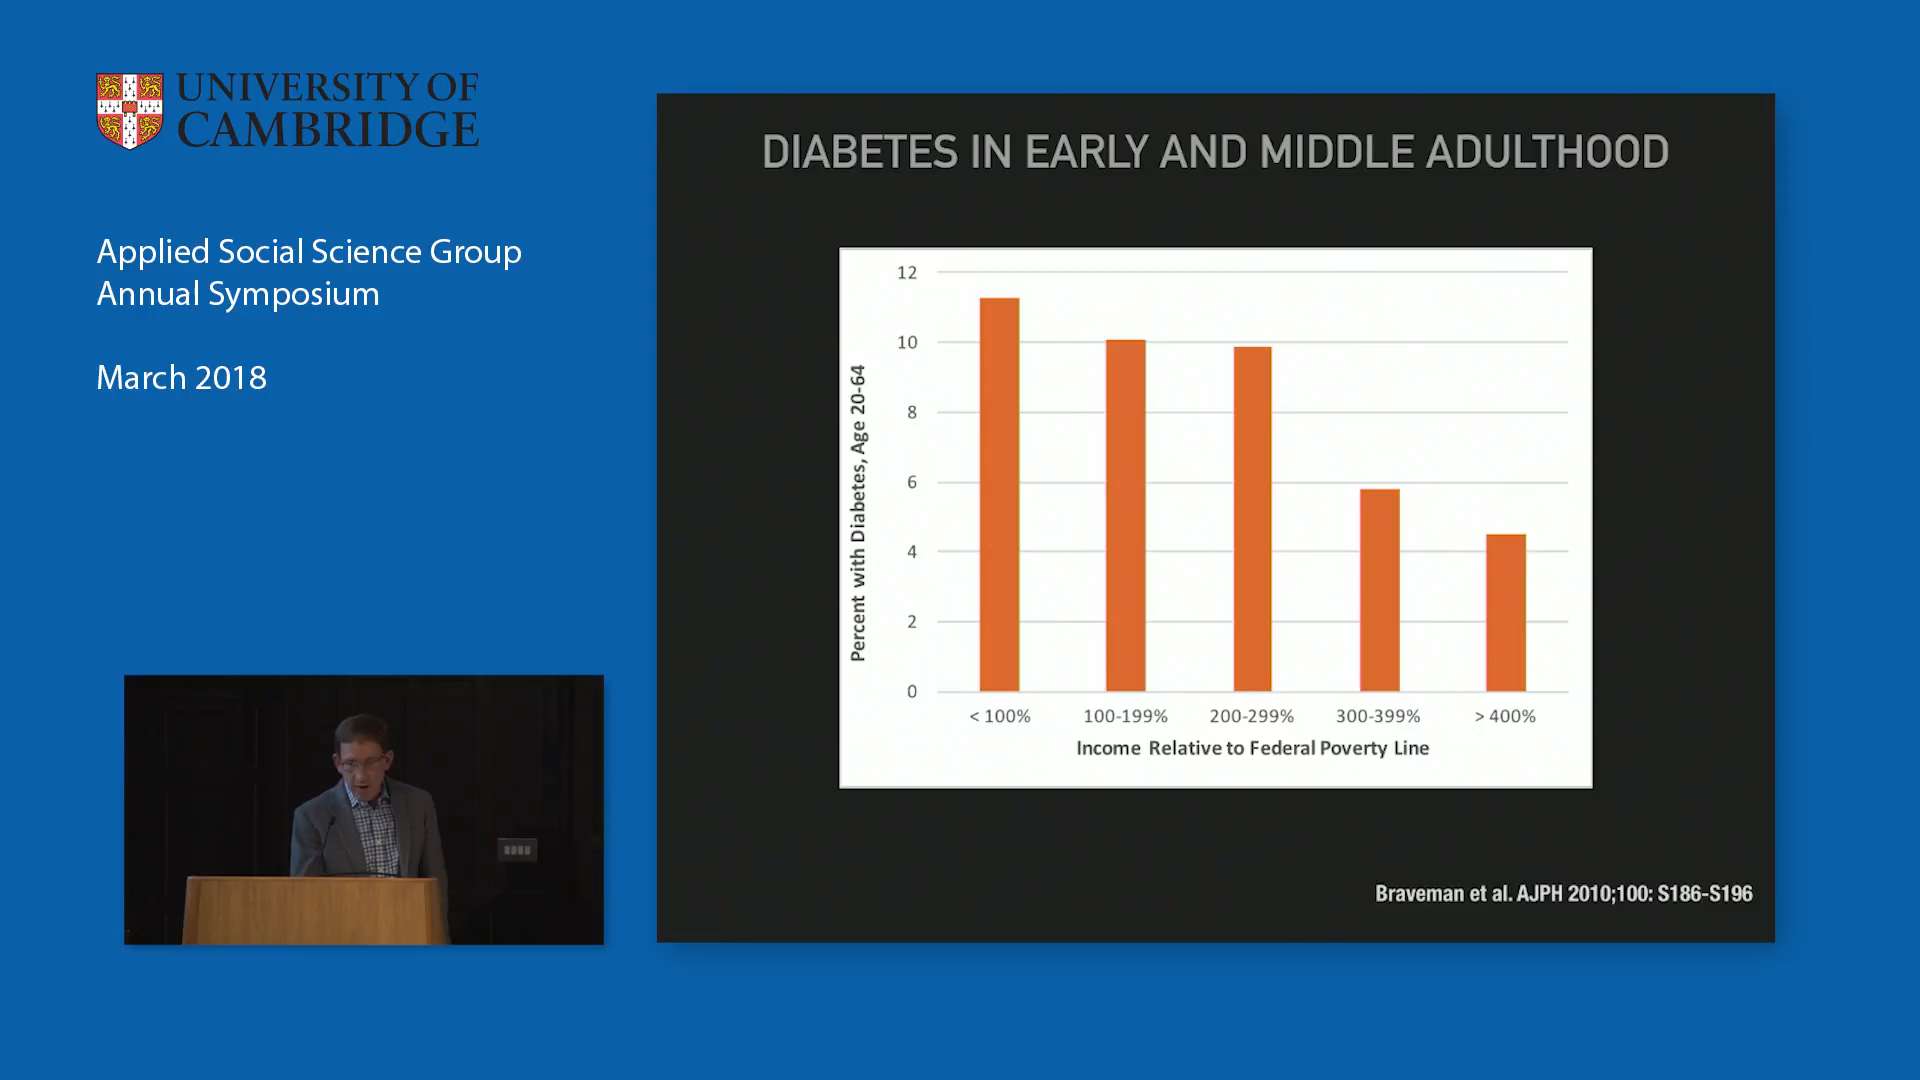 UNIVERSITY OF
CAMBRIDGE
Applied Social Science Group
Annual Symposium
March 2018
DIABETES IN EARLY AND MIDDLE ADULTHOOD
12
10
8
6
4
2
0
Percent with Diabetes, Age 20-64
< 100%
100-199%
200-299%
300-399%
> 400%
Income Relative to Federal Poverty Line
Braveman et al. AJPH 2010;100: S186-S196